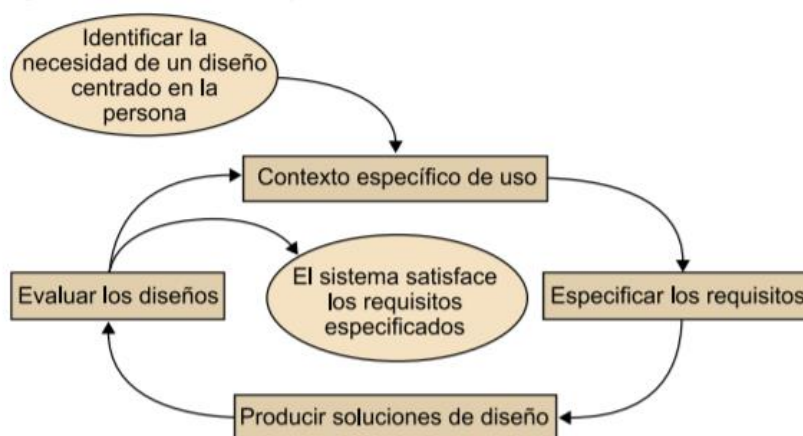 Identificar la
necesidad de un diseño
centrado en la
persona
Contexto específico de uso
Evaluar los diseños
El sistema satisface
los requisitos
especificados
Especificar los requisitos
Producir soluciones de diseño